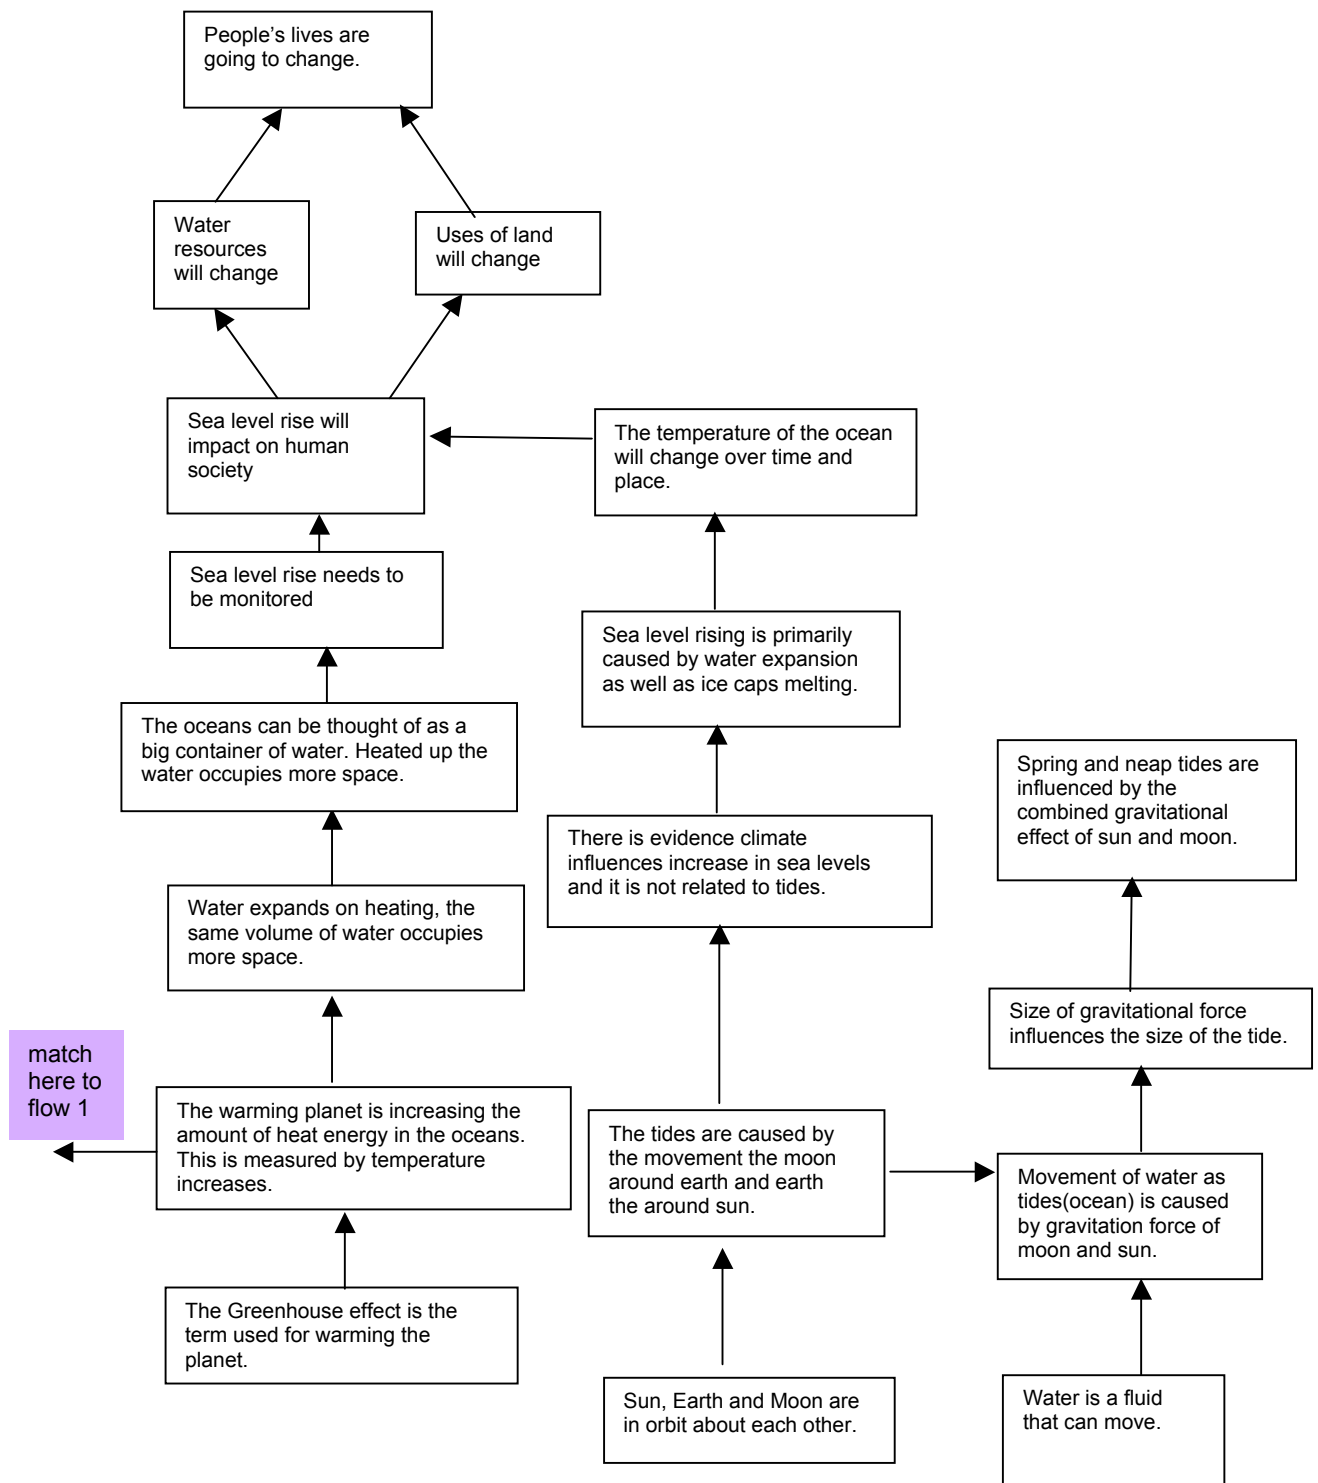 People's lives are
going to change.
Water
resources
will change
Uses of land
will change
Sea level rise will
impact on human
society
The temperature of the ocean
will change over time and
place.
Sea level rise needs to
be monitored
Sea level rising is primarily
caused by water expansion
as well as ice caps melting.
The oceans can be thought of as a
big container of water. Heated up the
water occupies more space.
Spring and neap tides are
influenced by the
combined gravitational
effect of sun and moon.
There is evidence climate
influences increase in sea levels
and it is not related to tides.
Water expands on heating, the
same volume of water occupies
more space.
Size of gravitational force
influences the size of the tide.
match
here to
flow 1
The warming planet is increasing the
amount of heat energy in the oceans.
This is measured by temperature
increases.
The tides are caused by
the movement the moon
around earth and earth
the around sun.
Movement of water as
tides(ocean) is caused
by gravitation force of
moon and sun.
The Greenhouse effect is the
term used for warming the
planet.
Sun, Earth and Moon are
in orbit about each other.
Water is a fluid
that can move.